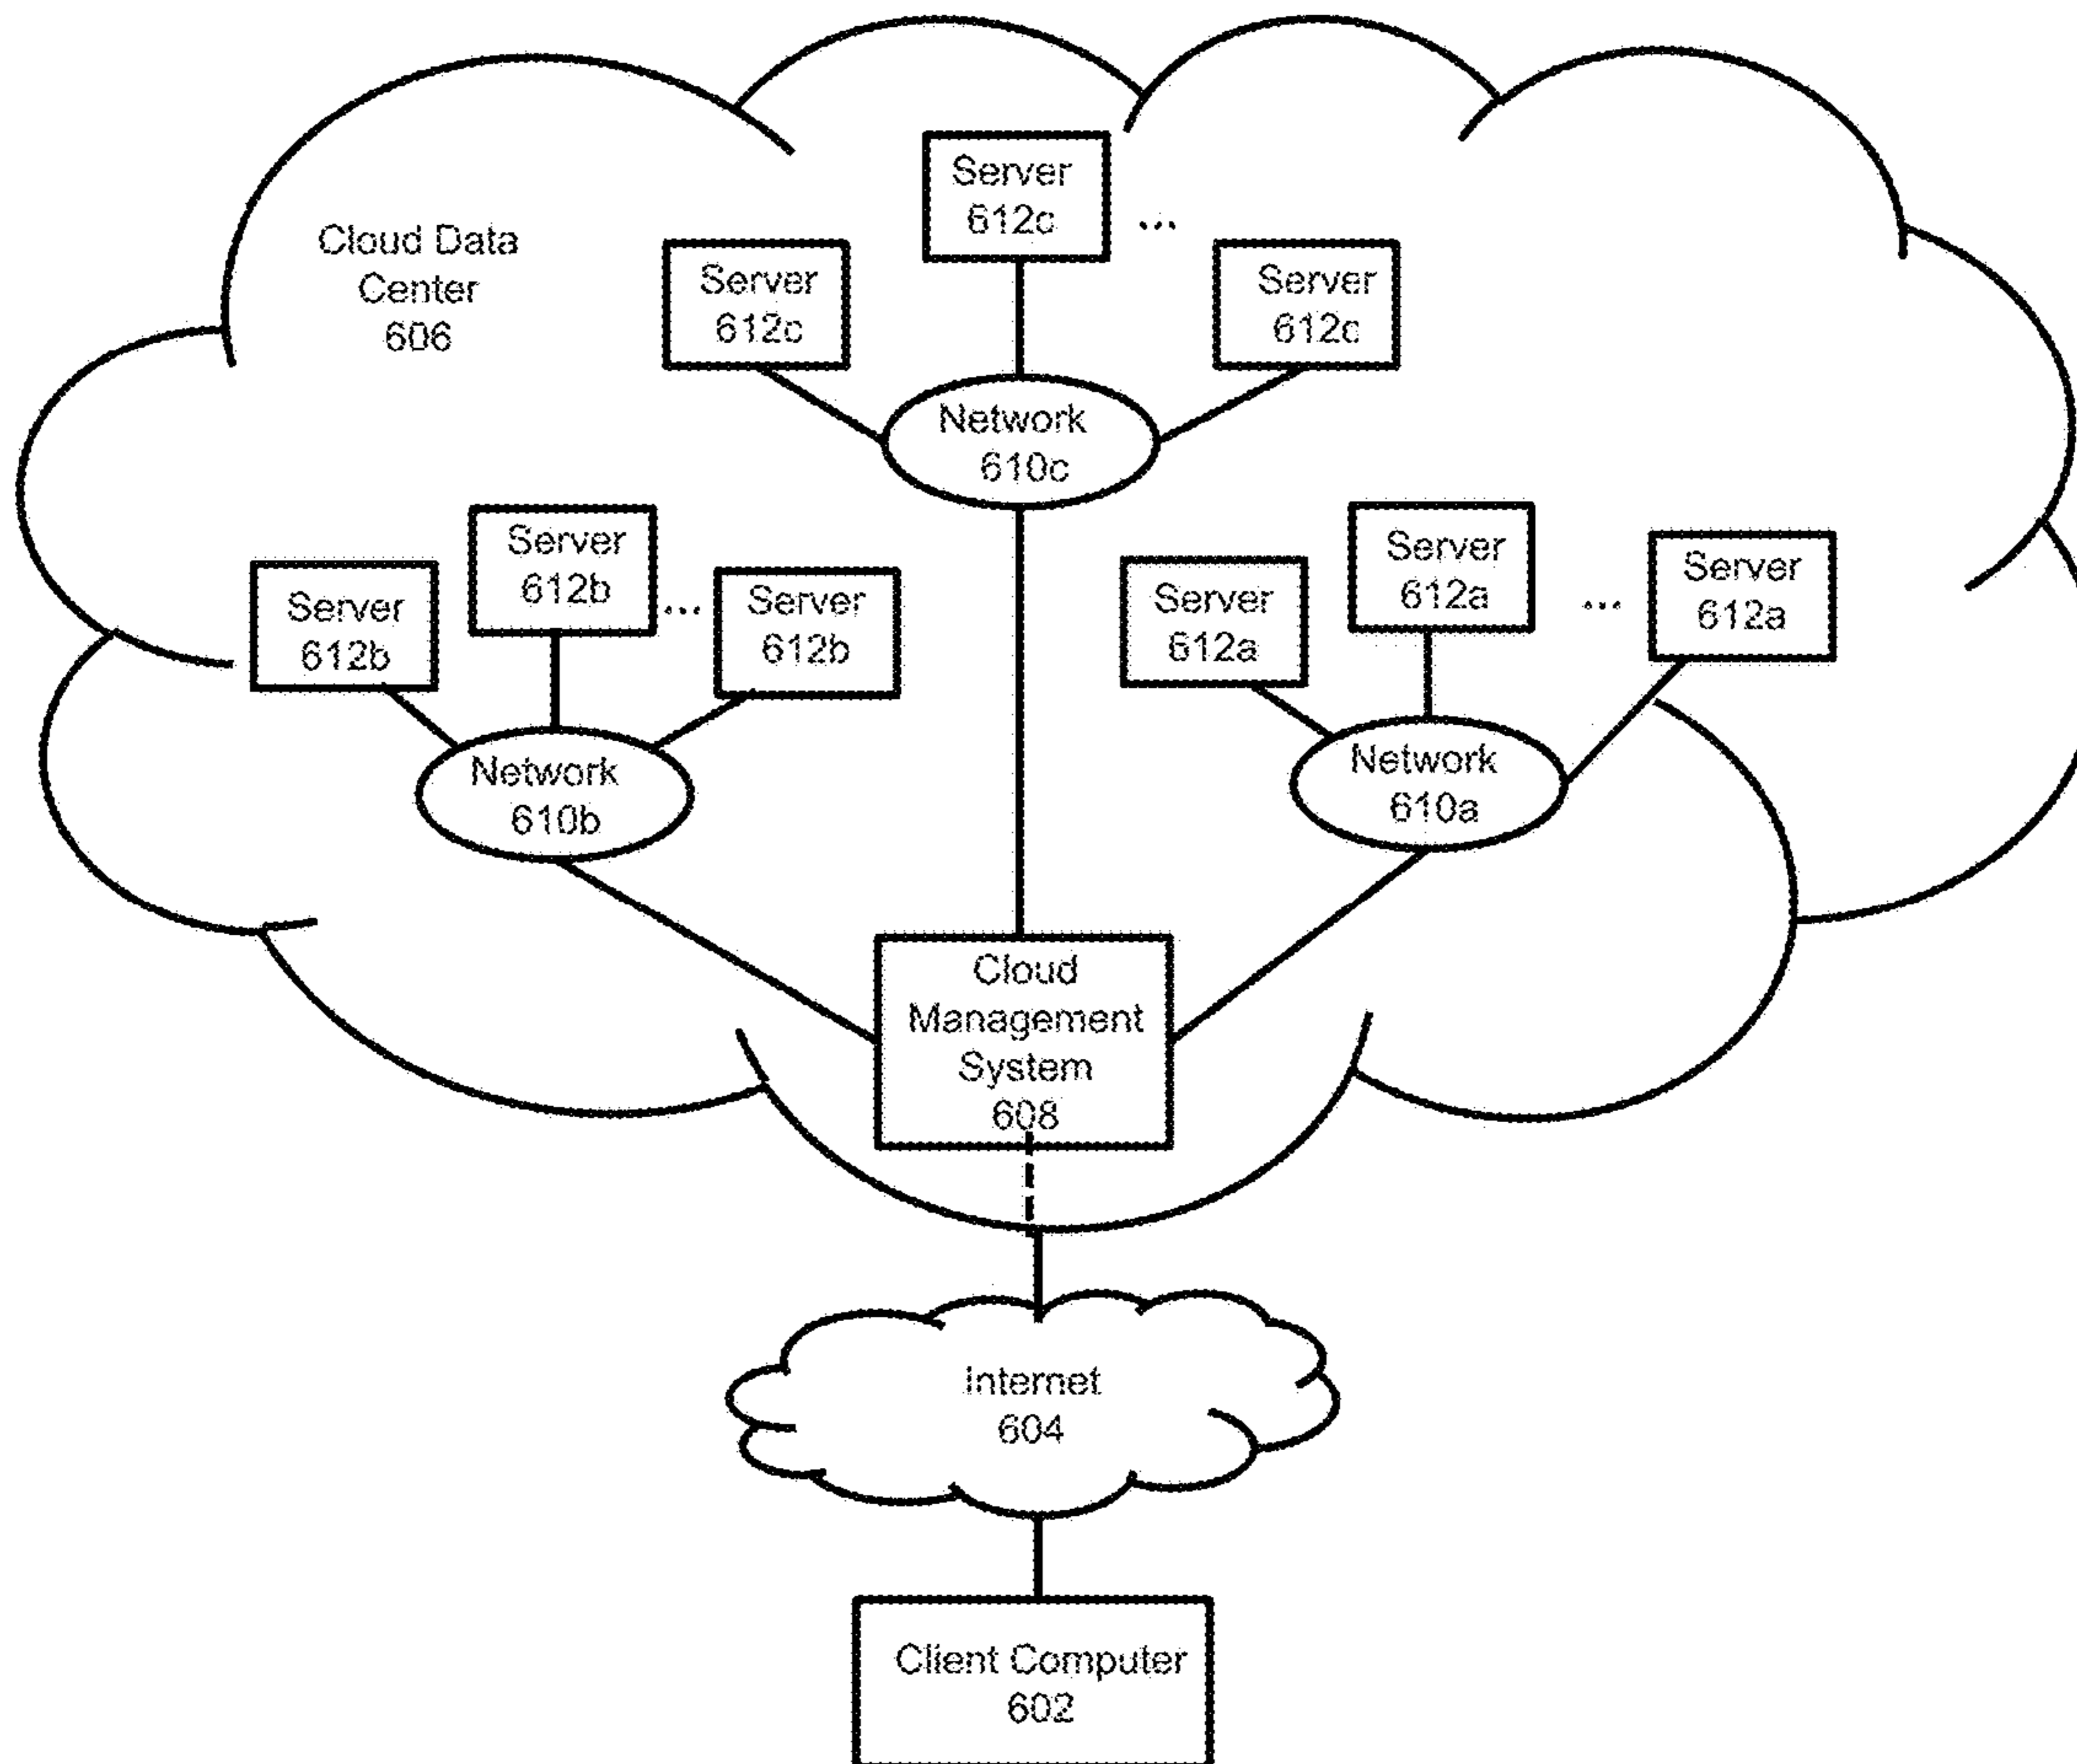 Cloud Data
Center
606
Server
612c
...
Server
612c
Server
612c
Network
610c
Server
612b
Server
612b
...
Server
612b
Network
610b
Server
612a
Server
612a
...
Server
612a
Network
610a
Cloud
Management
System
608
Internet
604
Client Computer
602